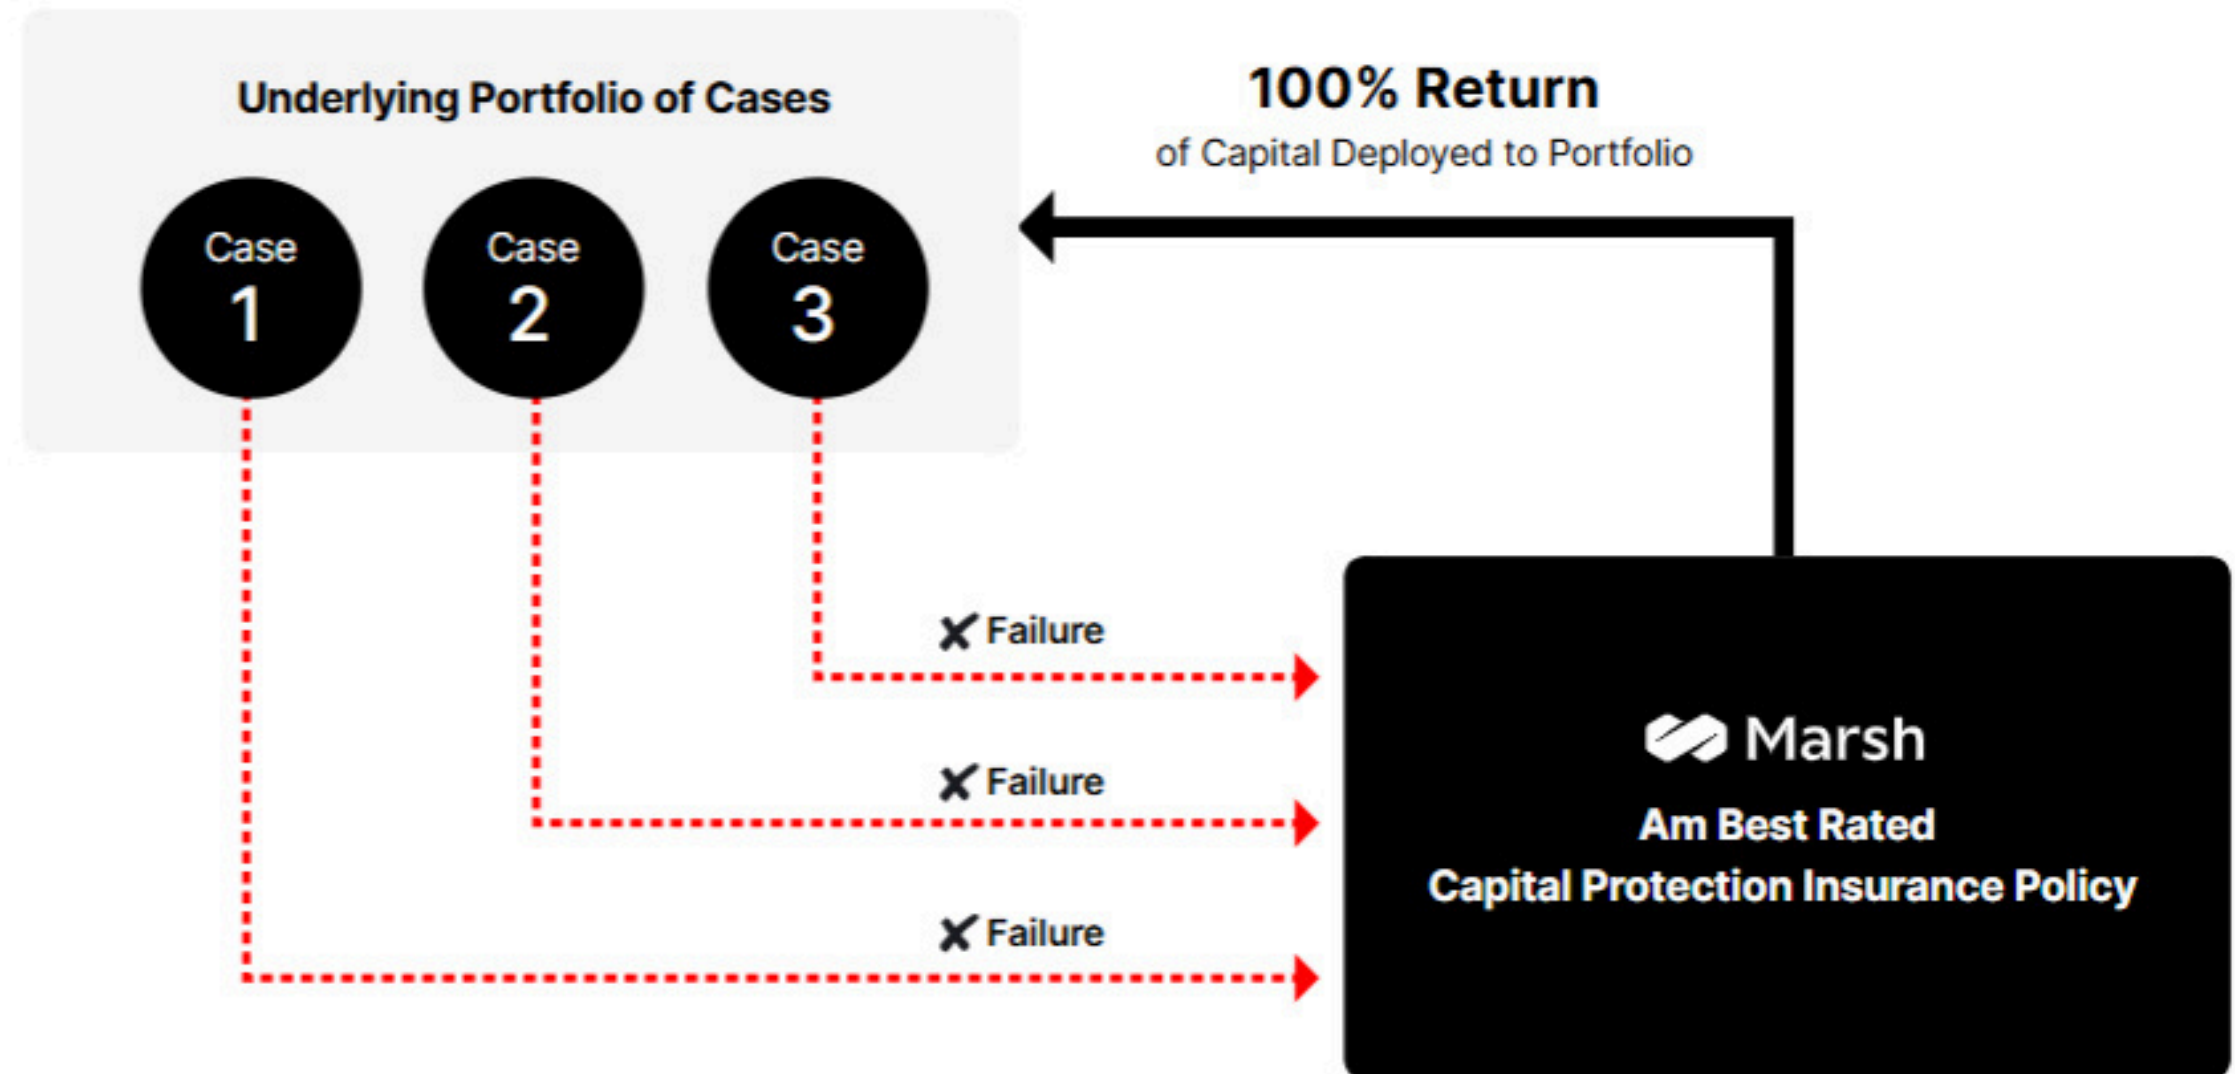 Underlying Portfolio of Cases
Case
1
Case
2
Case
3
100% Return
of Capital Deployed to Portfolio
✘ Failure
✘ Failure
✘ Failure
Marsh
Am Best Rated
Capital Protection Insurance Policy